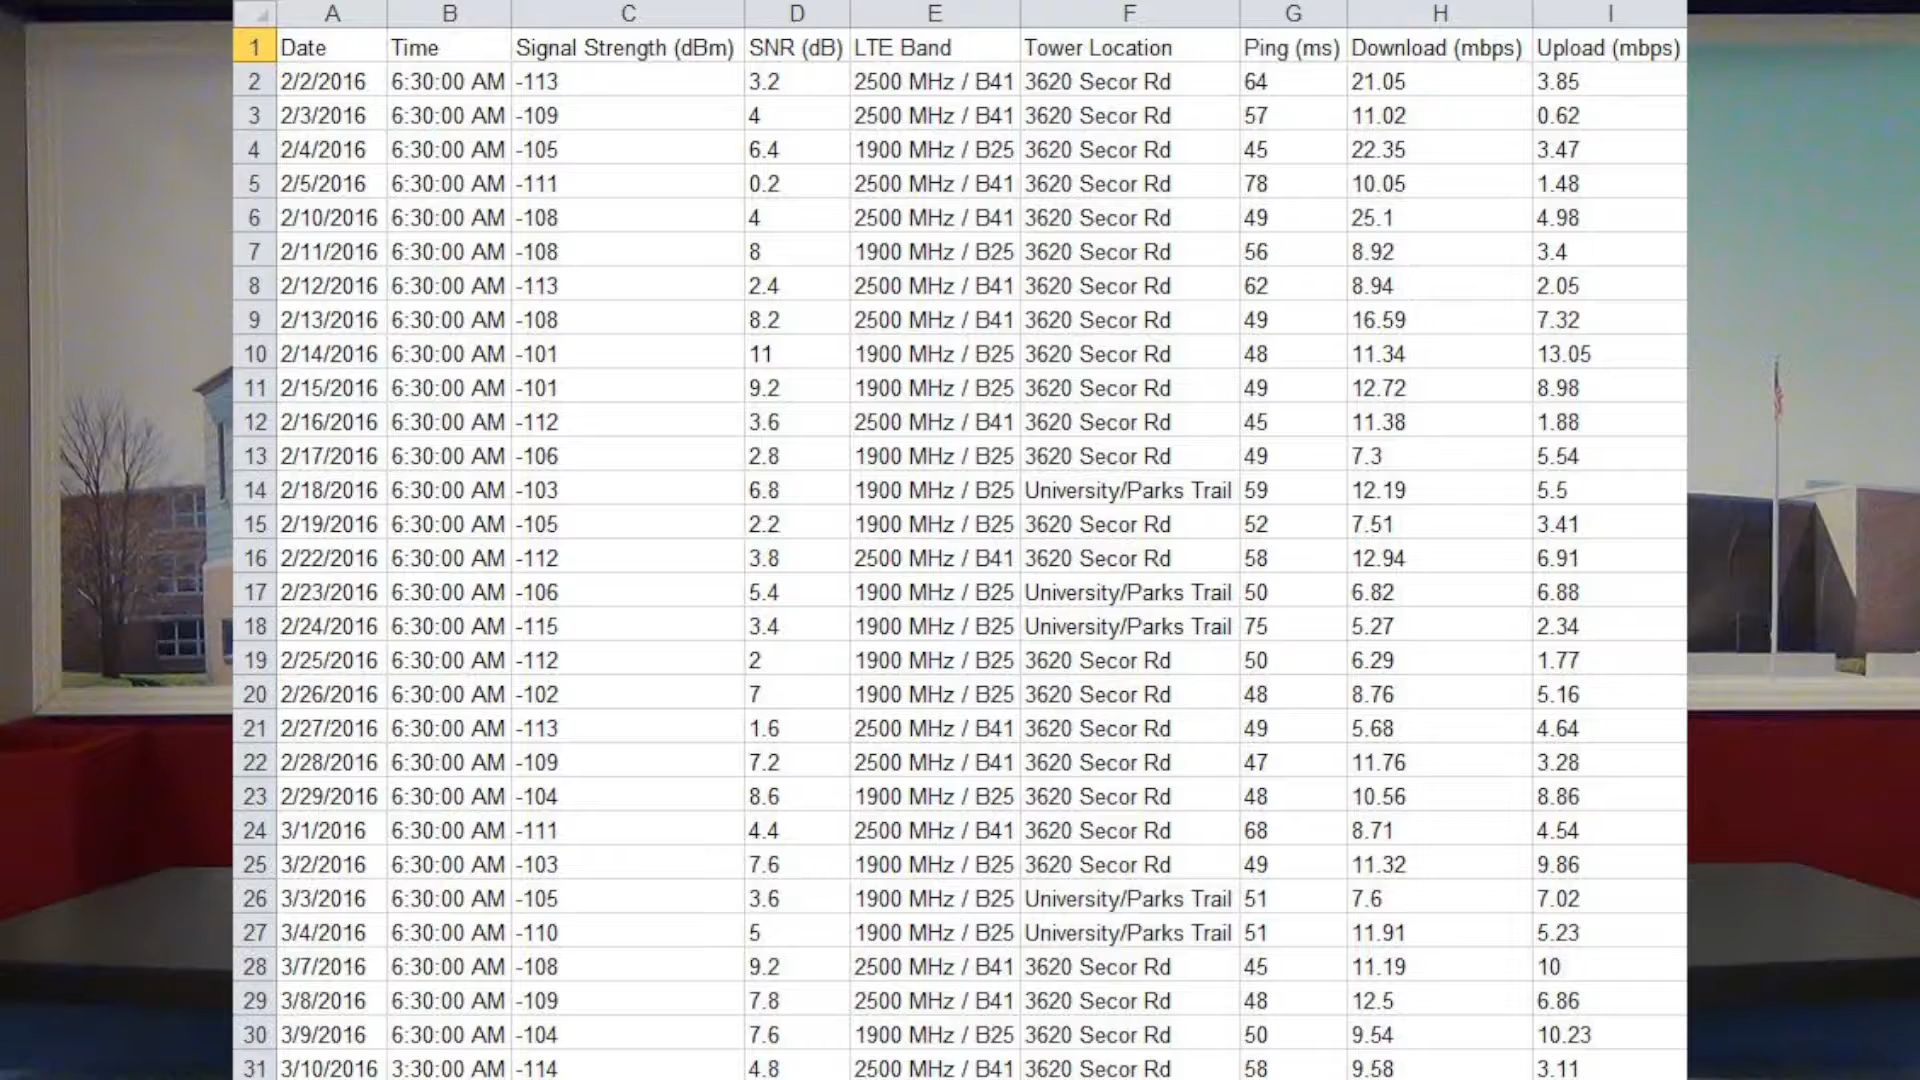 A B C D E F G H I
1 Date Time Signal Strength (dBm) SNR (dB) LTE Band Tower Location Ping (ms) Download (mbps) Upload (mbps)
2 2/2/2016 6:30:00 AM -113 3.2 2500 MHz / B41 3620 Secor Rd 64 21.05 3.85
3 2/3/2016 6:30:00 AM -109 4 2500 MHz / B41 3620 Secor Rd 57 11.02 0.62
4 2/4/2016 6:30:00 AM -105 6.4 1900 MHz / B25 3620 Secor Rd 45 22.35 3.47
5 2/5/2016 6:30:00 AM -111 0.2 2500 MHz / B41 3620 Secor Rd 78 10.05 1.48
6 2/10/2016 6:30:00 AM -108 4 2500 MHz / B41 3620 Secor Rd 49 25.1 4.98
7 2/11/2016 6:30:00 AM -108 8 1900 MHz / B25 3620 Secor Rd 56 8.92 3.4
8 2/12/2016 6:30:00 AM -113 2.4 2500 MHz / B41 3620 Secor Rd 62 8.94 2.05
9 2/13/2016 6:30:00 AM -108 8.2 2500 MHz / B41 3620 Secor Rd 49 16.59 7.32
10 2/14/2016 6:30:00 AM -101 11 1900 MHz / B25 3620 Secor Rd 48 11.34 13.05
11 2/15/2016 6:30:00 AM -101 9.2 1900 MHz / B25 3620 Secor Rd 49 12.72 8.98
12 2/16/2016 6:30:00 AM -112 3.6 2500 MHz / B41 3620 Secor Rd 45 11.38 1.88
13 2/17/2016 6:30:00 AM -106 2.8 1900 MHz / B25 3620 Secor Rd 49 7.3 5.54
14 2/18/2016 6:30:00 AM -103 6.8 1900 MHz / B25 University/Parks Trail 59 12.19 5.5
15 2/19/2016 6:30:00 AM -105 2.2 1900 MHz / B25 3620 Secor Rd 52 7.51 3.41
16 2/22/2016 6:30:00 AM -112 3.8 2500 MHz / B41 3620 Secor Rd 58 12.94 6.91
17 2/23/2016 6:30:00 AM -106 5.4 1900 MHz / B25 University/Parks Trail 50 6.82 6.88
18 2/24/2016 6:30:00 AM -115 3.4 1900 MHz / B25 University/Parks Trail 75 5.27 2.34
19 2/25/2016 6:30:00 AM -112 2 1900 MHz / B25 3620 Secor Rd 50 6.29 1.77
20 2/26/2016 6:30:00 AM -102 7 1900 MHz / B25 3620 Secor Rd 48 8.76 5.16
21 2/27/2016 6:30:00 AM -113 1.6 2500 MHz / B41 3620 Secor Rd 49 5.68 4.64
22 2/28/2016 6:30:00 AM -109 7.2 2500 MHz / B41 3620 Secor Rd 47 11.76 3.28
23 2/29/2016 6:30:00 AM -104 8.6 1900 MHz / B25 3620 Secor Rd 48 10.56 8.86
24 3/1/2016 6:30:00 AM -111 4.4 2500 MHz / B41 3620 Secor Rd 68 8.71 4.54
25 3/2/2016 6:30:00 AM -103 7.6 1900 MHz / B25 3620 Secor Rd 49 11.32 9.86
26 3/3/2016 6:30:00 AM -105 3.6 1900 MHz / B25 University/Parks Trail 51 7.6 7.02
27 3/4/2016 6:30:00 AM -110 5 1900 MHz / B25 University/Parks Trail 51 11.91 5.23
28 3/7/2016 6:30:00 AM -108 9.2 2500 MHz / B41 3620 Secor Rd 45 11.19 10
29 3/8/2016 6:30:00 AM -109 7.8 2500 MHz / B41 3620 Secor Rd 48 12.5 6.86
30 3/9/2016 6:30:00 AM -104 7.6 1900 MHz / B25 3620 Secor Rd 50 9.54 10.23
31 3/10/2016 3:30:00 AM -114 4.8 2500 MHz / B41 3620 Secor Rd 58 9.58 3.11